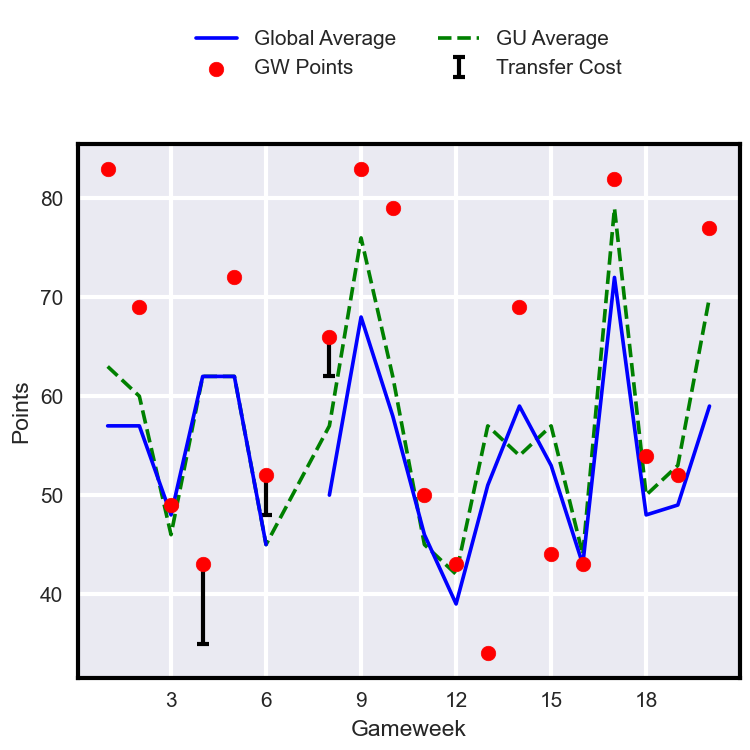 Global Average
GU Average
GW Points
Transfer Cost
80
70
60
50
40
Points
3 6 9 12 15 18
Gameweek